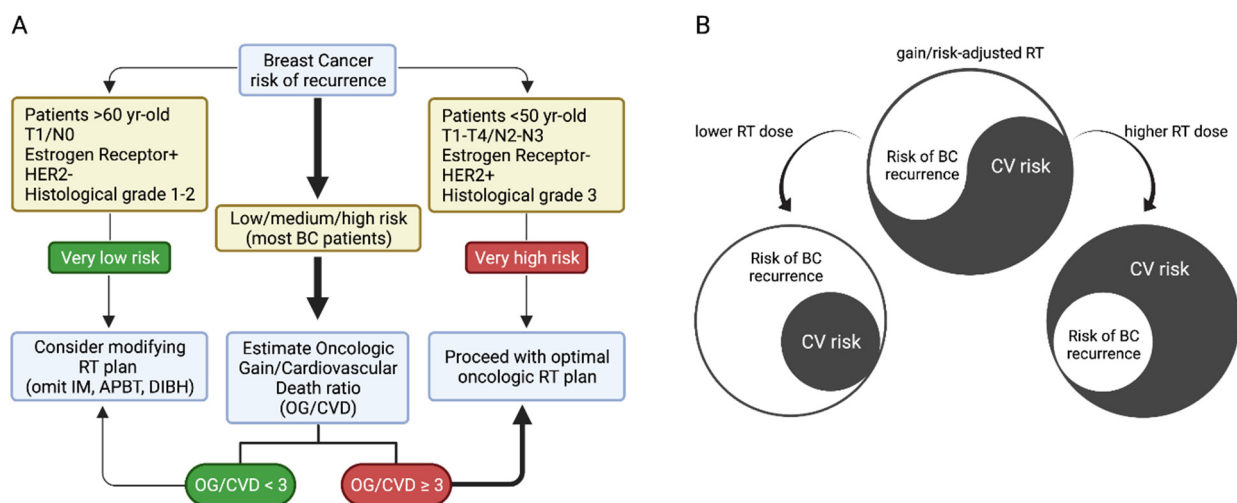 A
Breast Cancer
risk of recurrence
Patients >60 yr-old
T1/N0
Estrogen Receptor+
HER2-
Histological grade 1-2
Patients <50 yr-old
T1-T4/N2-N3
Estrogen Receptor-
HER2+
Histological grade 3
Low/medium/high risk
(most BC patients)
Very low risk
Very high risk
Consider modifying
RT plan
(omit IM, APBT, DIBH)
Estimate Oncologic
Gain/Cardiovascular
Death ratio
(OG/CVD)
Proceed with optimal
oncologic RT plan
OG/CVD < 3
OG/CVD ≥ 3
B
gain/risk-adjusted RT
lower RT dose
higher RT dose
Risk of BC
recurrence
CV risk
Risk of BC
recurrence
CV risk
CV risk
Risk of BC
recurrence